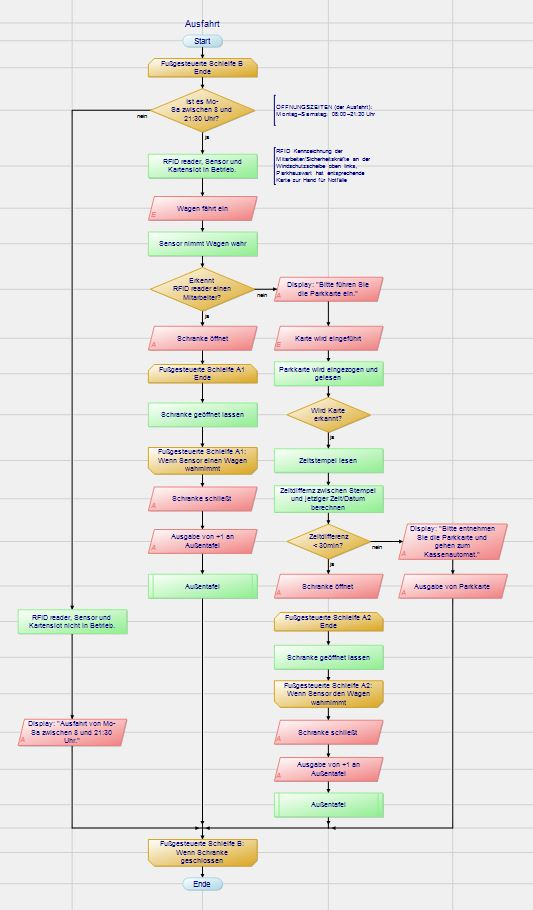 Ausfahrt
Start
Fußgesteuerte Schleife B
Ende
Ist es Mo-
Sa zwischen 8 und
21:30 Uhr?
nein
ja
ÖFFNUNGSZEITEN (der Ausfahrt):
Montag–Samstag: 08:00–21:30 Uhr
RFID reader, Sensor und
Kartenslot in Betrieb.
RFID Kennzeichnung der
Mitarbeiter/Sicherheitskräfte an der
Windschutzscheibe oben links,
Parkhauswart hat entsprechende
Karte zur Hand für Notfälle
Wagen fährt ein
E
Sensor nimmt Wagen wahr
Erkennt
RFID reader einen
Mitarbeiter?
nein
ja
Display: "Bitte führen Sie
die Parkkarte ein."
A
Schranke öffnet
A
Karte wird eingeführt
E
Fußgesteuerte Schleife A1
Ende
Parkkarte wird eingezogen und
gelesen
Schranke geöffnet lassen
Wird Karte
erkannt?
ja
Fußgesteuerte Schleife A1:
Wenn Sensor einen Wagen
wahrnimmt
Zeitstempel lesen
Schranke schließt
A
Zeitdiffernz zwischen Stempel
und jetziger Zeit/Datum
berechnen
Ausgabe von +1 an
Außentafel
A
Zeitdifferenz
< 30min?
nein
ja
Display: "Bitte entnehmen
Sie die Parkkarte und
gehen zum
Kassenautomat."
A
Außentafel
Schranke öffnet
A
Ausgabe von Parkkarte
A
RFID reader, Sensor und
Kartenslot nicht in Betrieb.
Fußgesteuerte Schleife A2
Ende
Schranke geöffnet lassen
Fußgesteuerte Schleife A2:
Wenn Sensor den Wagen
wahrnimmt
Display: "Ausfahrt von Mo-
Sa zwischen 8 und 21:30
Uhr."
A
Schranke schließt
A
Ausgabe von +1 an
Außentafel
A
Außentafel
Fußgesteuerte Schleife B:
Wenn Schranke
geschlossen
Ende